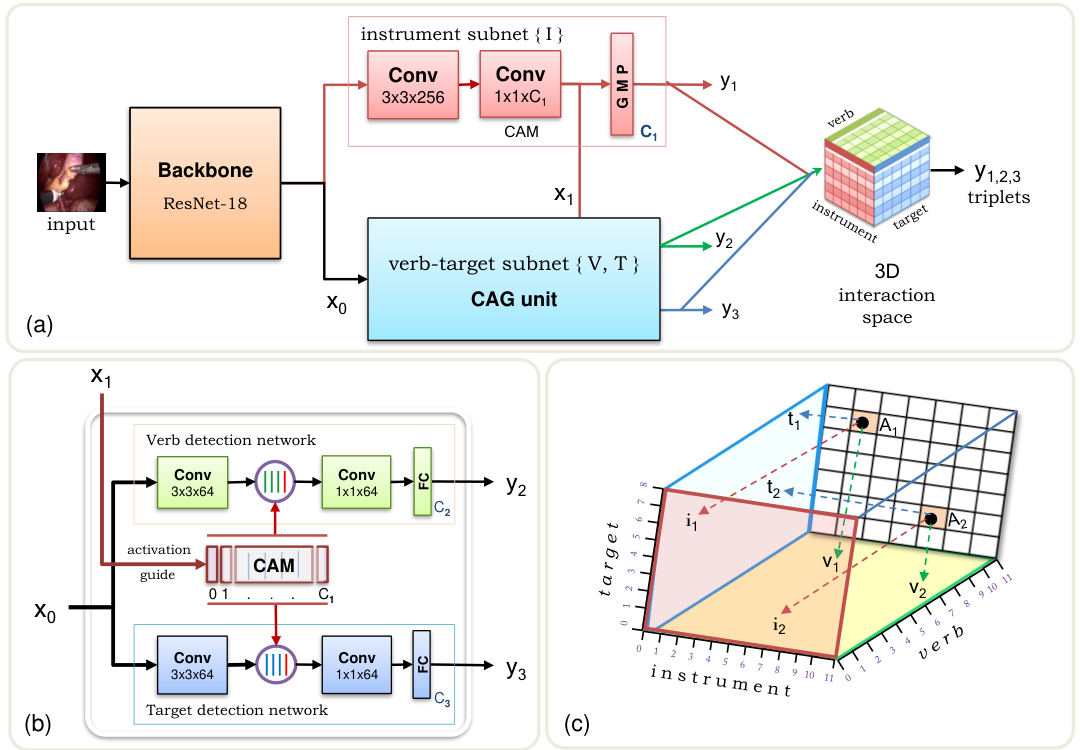 instrument subnet { I }
Conv
3x3x256
Conv
1x1xC₁
CAM
GMP
C₁
y₁
Backbone
ResNet-18
input
x₁
x₀
verb-target subnet { V, T }
CAG unit
y₂
y₃
verb
instrument
target
y₁,₂,₃
triplets
3D
interaction
space
(a)
x₁
Verb detection network
Conv
3x3x64
Conv
1x1x64
FC
C₂
y₂
activation
guide
CAM
0 1 . . . C₁
x₀
Conv
3x3x64
Conv
1x1x64
FC
C₃
y₃
Target detection network
(b)
t₁
A₁
t₂
A₂
i₁
v₁
v₂
i₂
target
0 1 2 3 4 5 6 7 8
instrument
0 1 2 3 4 5 6 7 8 9 10 11
verb
0 1 2 3 4 5 6 7 8 9 10 11
(c)